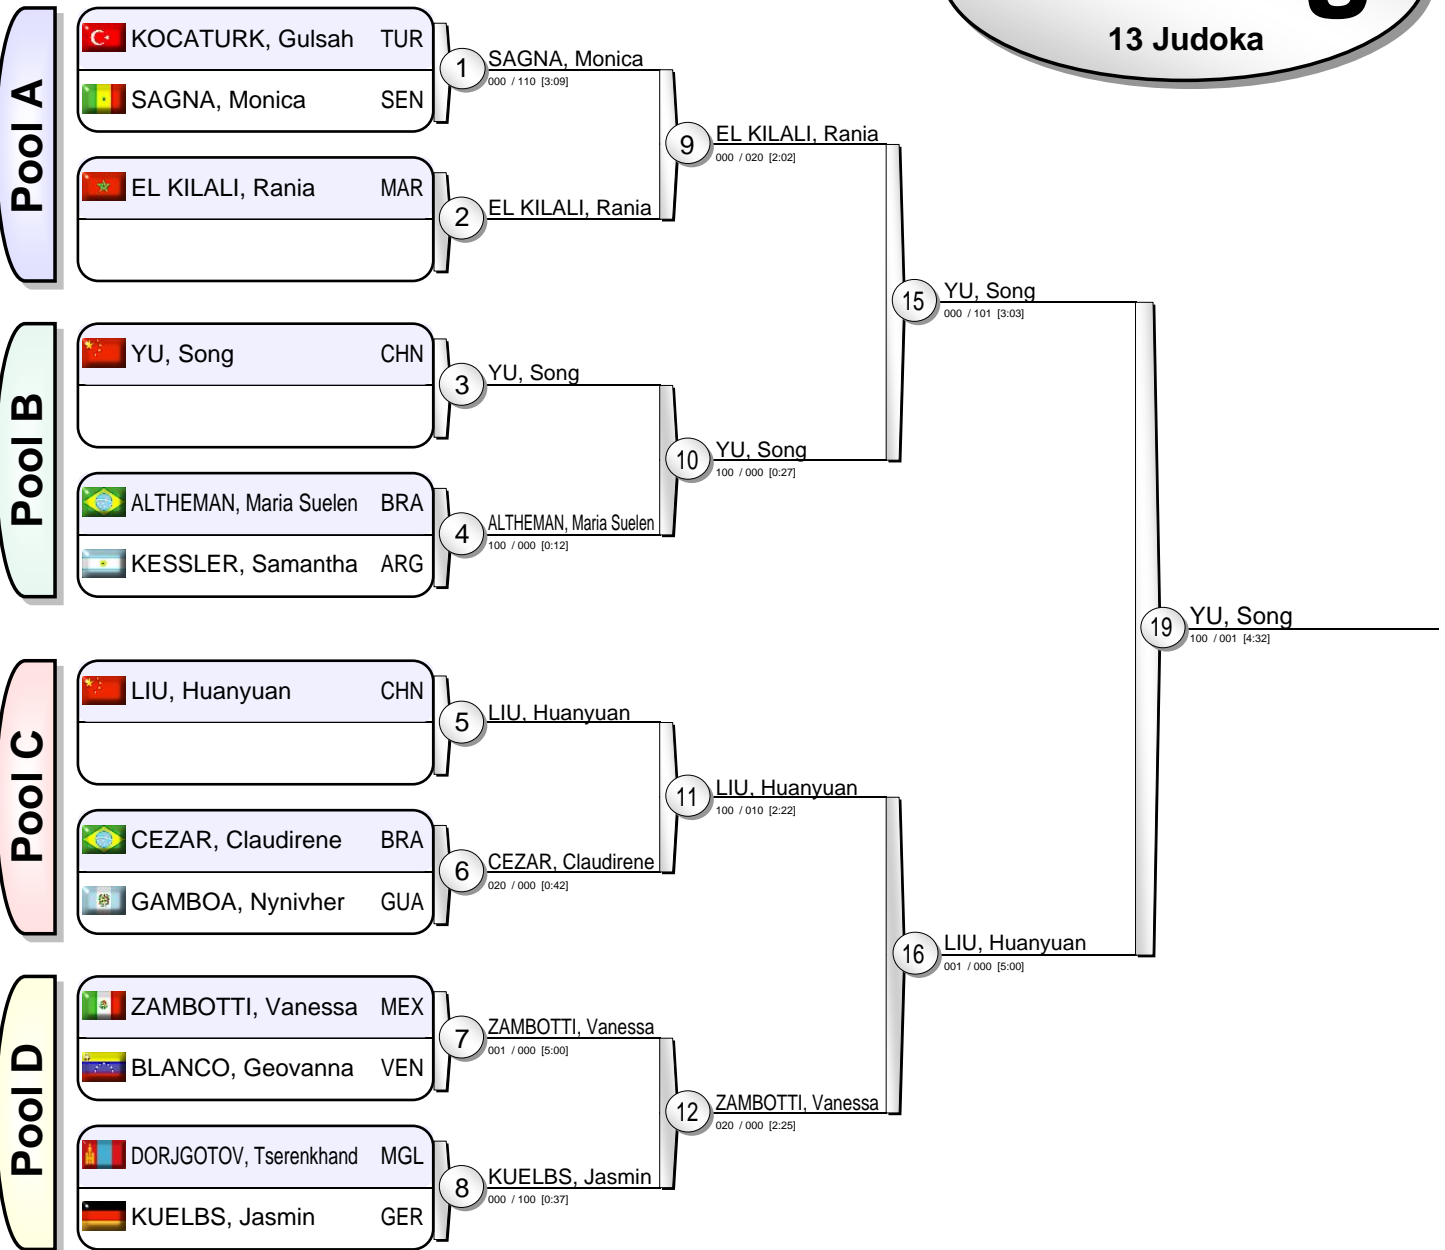 13 Judoka
Pool A
KOCATURK, Gulsah TUR
SAGNA, Monica SEN
1
SAGNA, Monica
000 / 110 [3:09]
EL KILALI, Rania MAR
2
EL KILALI, Rania
9
EL KILALI, Rania
000 / 020 [2:02]
Pool B
YU, Song CHN
3
YU, Song
ALTHEMAN, Maria Suelen BRA
KESSLER, Samantha ARG
4
ALTHEMAN, Maria Suelen
100 / 000 [0:12]
10
YU, Song
100 / 000 [0:27]
15
YU, Song
000 / 101 [3:03]
Pool C
LIU, Huanyuan CHN
5
LIU, Huanyuan
CEZAR, Claudirene BRA
GAMBOA, Nynivher GUA
6
CEZAR, Claudirene
020 / 000 [0:42]
11
LIU, Huanyuan
100 / 010 [2:22]
Pool D
ZAMBOTTI, Vanessa MEX
BLANCO, Geovanna VEN
7
ZAMBOTTI, Vanessa
001 / 000 [5:00]
DORJGOTOV, Tserenkhand MGL
KUELBS, Jasmin GER
8
KUELBS, Jasmin
000 / 100 [0:37]
12
ZAMBOTTI, Vanessa
020 / 000 [2:25]
16
LIU, Huanyuan
001 / 000 [5:00]
19
YU, Song
100 / 001 [4:32]